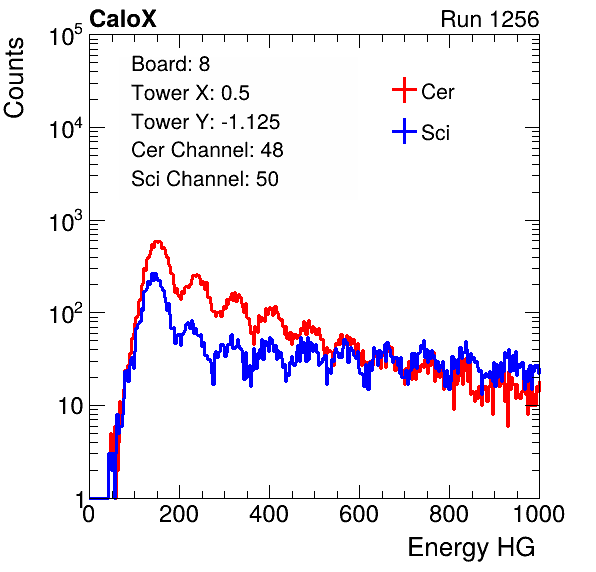 CaloX Run 1256
Counts
10^5
10^4
10^3
10^2
10
1
Board: 8
Tower X: 0.5
Tower Y: -1.125
Cer Channel: 48
Sci Channel: 50
Cer
Sci
0 200 400 600 800 1000
Energy HG